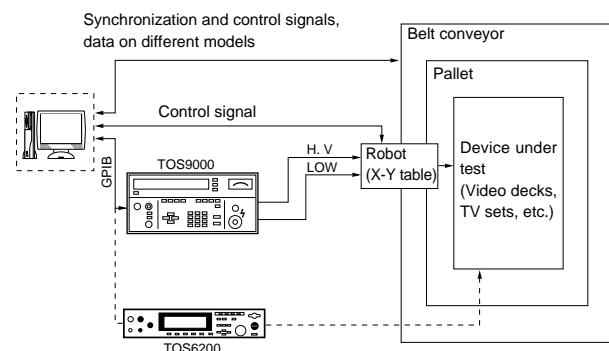 Synchronization and control signals,
data on different models
Belt conveyor
Pallet
Control signal
H. V
LOW
GPIB
TOS9000
Robot
(X-Y table)
Device under
test
(Video decks,
TV sets, etc.)
TOS6200